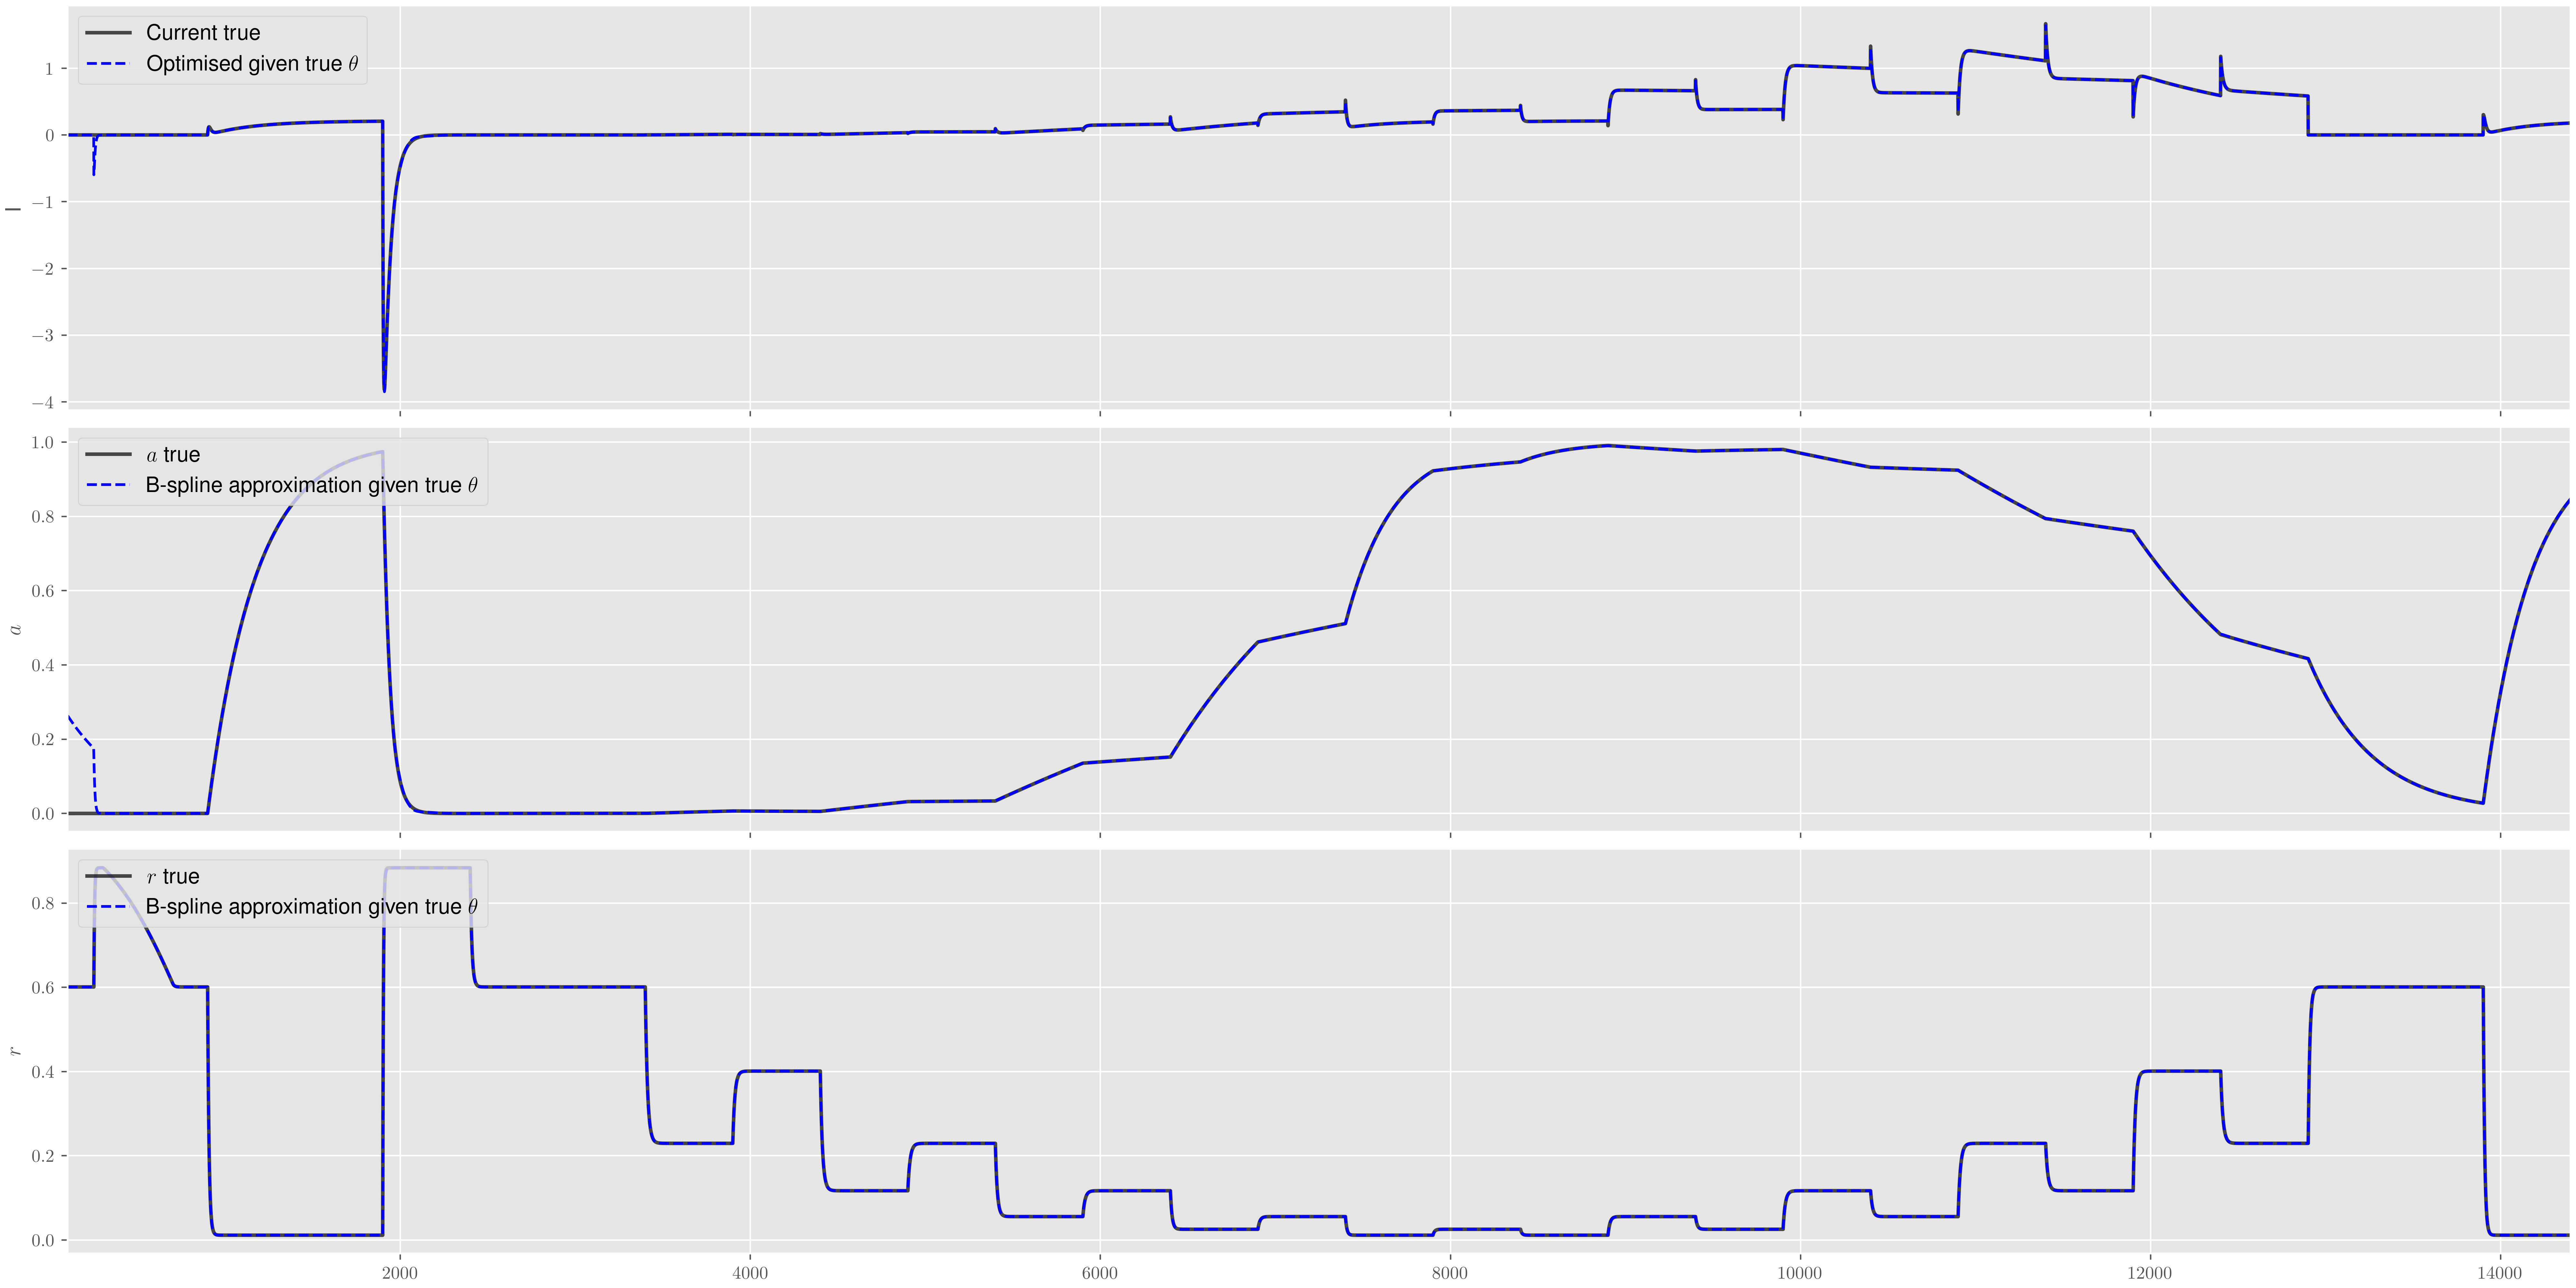 Current true
Optimised given true θ
1
0
−1
−2
−3
−4
I
a true
B-spline approximation given true θ
1.0
0.8
0.6
0.4
0.2
0.0
a
r true
B-spline approximation given true θ
0.8
0.6
0.4
0.2
0.0
r
2000 4000 6000 8000 10000 12000 14000